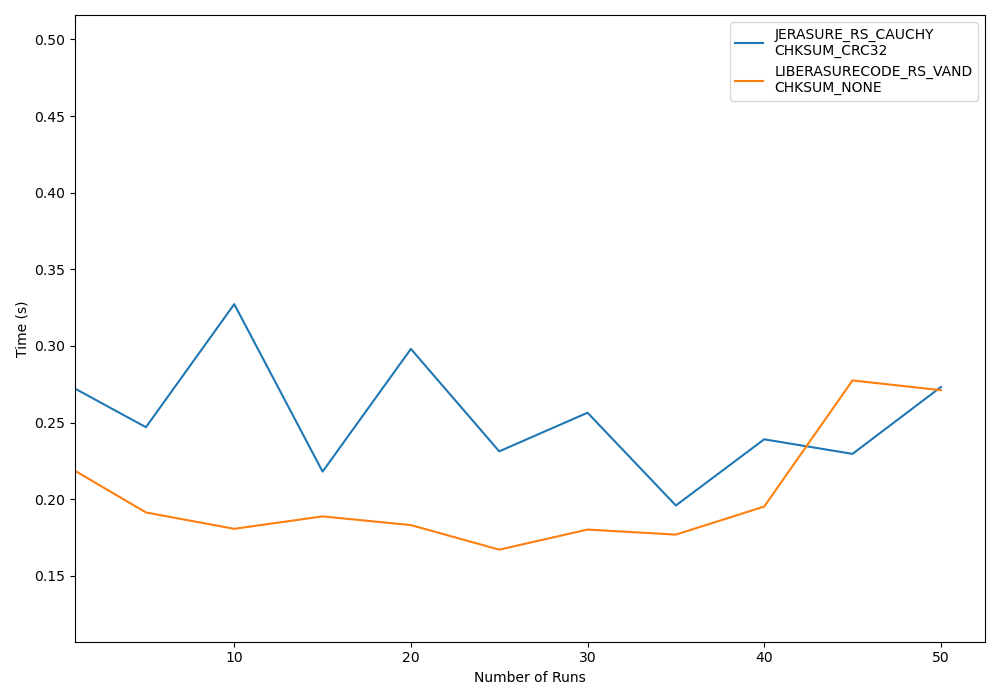 JERASURE_RS_CAUCHY
CHKSUM_CRC32
LIBERASURECODE_RS_VAND
CHKSUM_NONE
0.50
0.45
0.40
0.35
0.30
0.25
0.20
0.15
Time (s)
10 20 30 40 50
Number of Runs